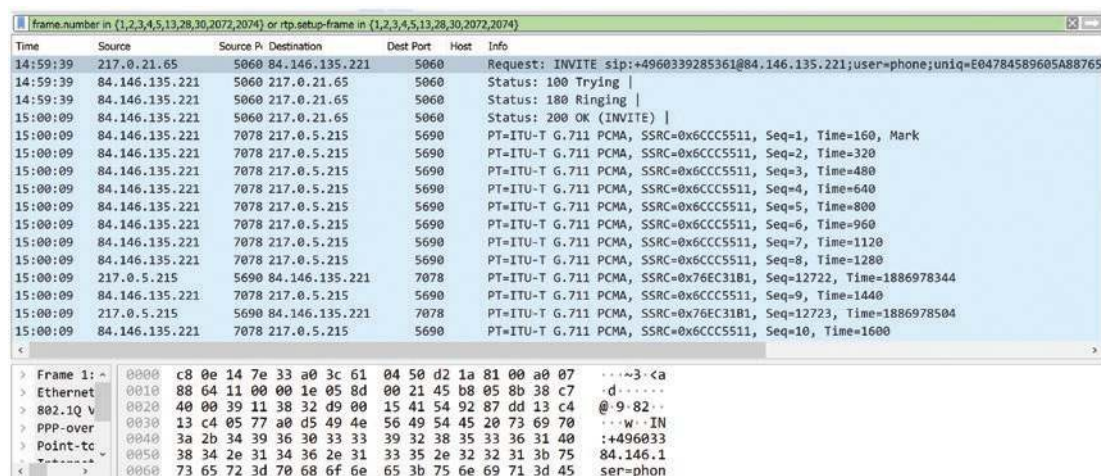 frame.number in {1,2,3,4,5,13,28,30,2072,2074} or rtp.setup-frame in {1,2,3,4,5,13,28,30,2072,2074}
Time Source Source P Destination Dest Port Host Info
14:59:39 217.0.21.65 5060 84.146.135.221 5060 Request: INVITE sip:+4960339285361@84.146.135.221;user=phone;uniq=E04784589605A88765
14:59:39 84.146.135.221 5060 217.0.21.65 5060 Status: 100 Trying |
14:59:39 84.146.135.221 5060 217.0.21.65 5060 Status: 180 Ringing |
15:00:09 84.146.135.221 5060 217.0.21.65 5060 Status: 200 OK (INVITE) |
15:00:09 84.146.135.221 7078 217.0.5.215 5690 PT=ITU-T G.711 PCMA, SSRC=0x6CCC5511, Seq=1, Time=160, Mark
15:00:09 84.146.135.221 7078 217.0.5.215 5690 PT=ITU-T G.711 PCMA, SSRC=0x6CCC5511, Seq=2, Time=320
15:00:09 84.146.135.221 7078 217.0.5.215 5690 PT=ITU-T G.711 PCMA, SSRC=0x6CCC5511, Seq=3, Time=480
15:00:09 84.146.135.221 7078 217.0.5.215 5690 PT=ITU-T G.711 PCMA, SSRC=0x6CCC5511, Seq=4, Time=640
15:00:09 84.146.135.221 7078 217.0.5.215 5690 PT=ITU-T G.711 PCMA, SSRC=0x6CCC5511, Seq=5, Time=800
15:00:09 84.146.135.221 7078 217.0.5.215 5690 PT=ITU-T G.711 PCMA, SSRC=0x6CCC5511, Seq=6, Time=960
15:00:09 84.146.135.221 7078 217.0.5.215 5690 PT=ITU-T G.711 PCMA, SSRC=0x6CCC5511, Seq=7, Time=1120
15:00:09 84.146.135.221 7078 217.0.5.215 5690 PT=ITU-T G.711 PCMA, SSRC=0x6CCC5511, Seq=8, Time=1280
15:00:09 217.0.5.215 5690 84.146.135.221 7078 PT=ITU-T G.711 PCMA, SSRC=0x76EC31B1, Seq=12722, Time=1886978344
15:00:09 84.146.135.221 7078 217.0.5.215 5690 PT=ITU-T G.711 PCMA, SSRC=0x6CCC5511, Seq=9, Time=1440
15:00:09 217.0.5.215 5690 84.146.135.221 7078 PT=ITU-T G.711 PCMA, SSRC=0x76EC31B1, Seq=12723, Time=1886978504
15:00:09 84.146.135.221 7078 217.0.5.215 5690 PT=ITU-T G.711 PCMA, SSRC=0x6CCC5511, Seq=10, Time=1600
Frame 1: 0000 c8 0e 14 7e 33 a0 3c 61 04 50 d2 1a 81 00 a0 07 ···~3·<a
Ethernet 0010 88 64 11 00 00 1e 05 8d 00 21 45 b8 05 8b 38 c7 ·d······
802.1Q V 0020 40 00 39 11 38 32 d9 00 15 41 54 92 87 dd 13 c4 @·9·82··
PPP-over 0030 13 c4 05 77 a0 d5 49 4e 56 49 54 45 20 73 69 70 ···w··IN
Point-to 0040 3a 2b 34 39 36 30 33 33 39 32 38 35 33 36 31 40 :+496033
0050 38 34 2e 31 34 36 2e 31 33 35 2e 32 32 31 3b 75 84.146.1
0060 73 65 72 3d 70 68 6f 6e 65 3b 75 6e 69 71 3d 45 ser=phon